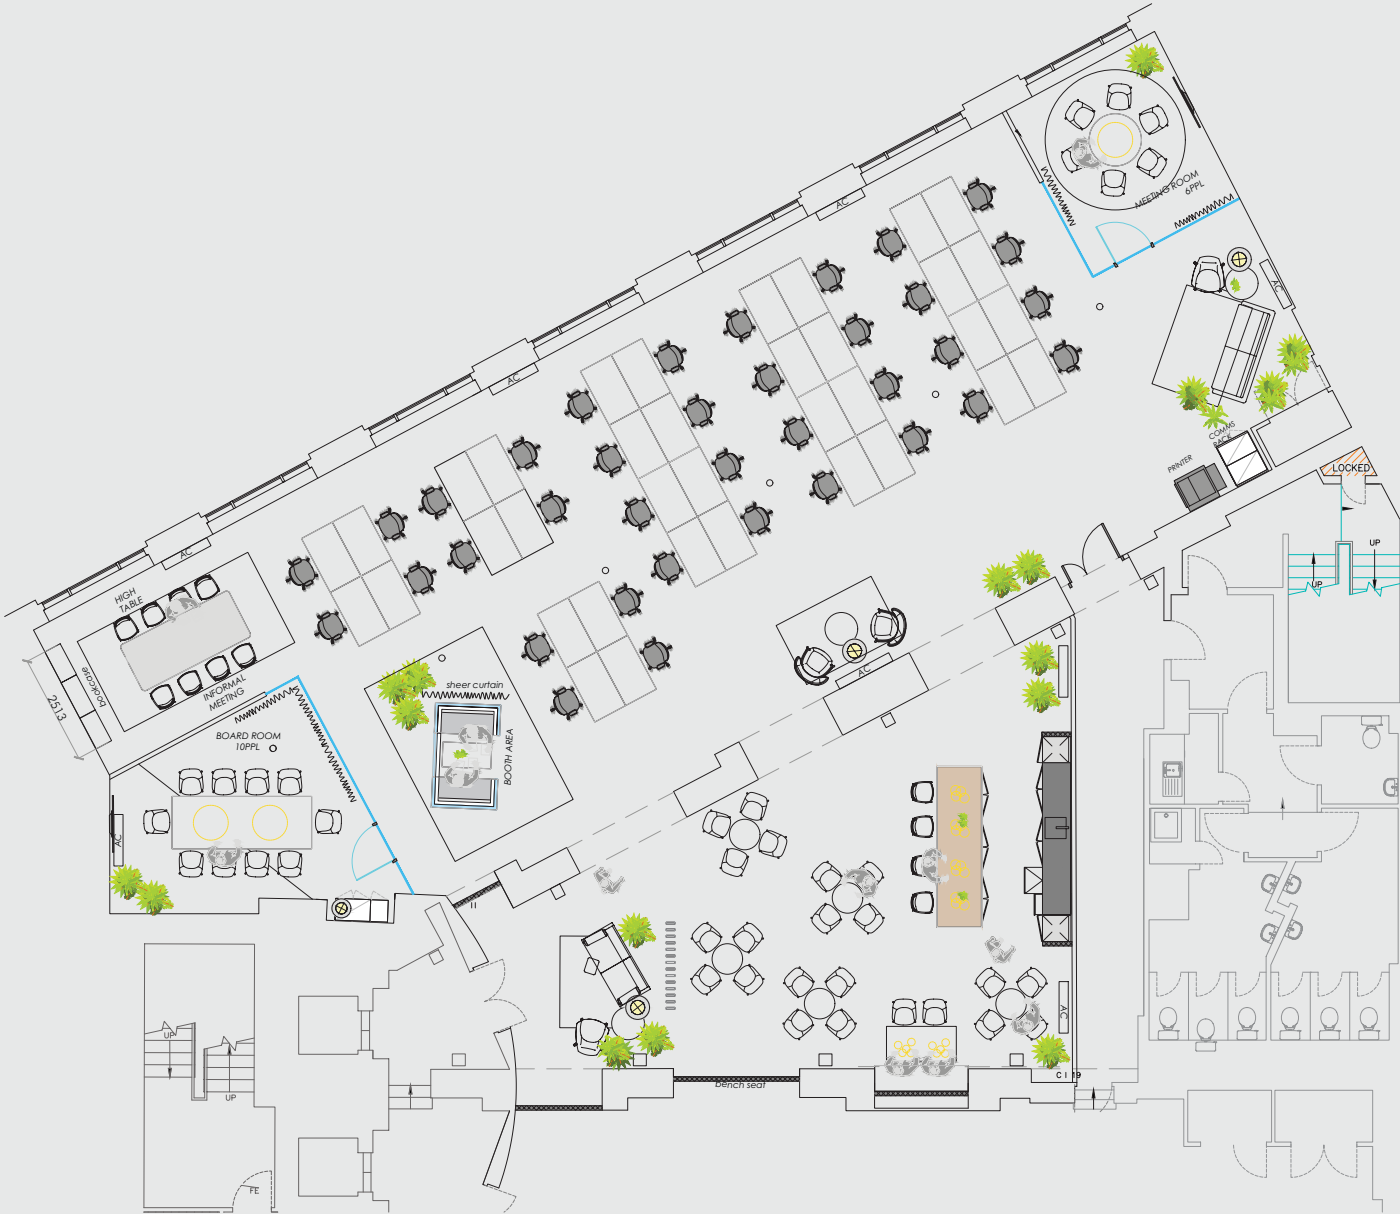 AC
MEETING ROOM
6PPL
AC
AC
COMMS
RACK
PRINTER
LOCKED
UP
UP
AC
HIGH
TABLE
bookcase
2513
INFORMAL
MEETING
sheer curtain
BOOTH AREA
BOARD ROOM
10PPL
AC
AC
AC
UP
UP
FE
bench seat
C I 19